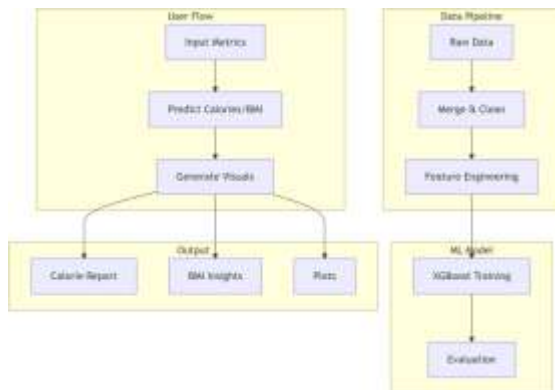 User Flow
Input Metrics
Predict Calories/BMI
Generate Visuals
Data Pipeline
Raw Data
Merge & Clean
Feature Engineering
Output
Calorie Report
BMI Insights
Plots
ML Model
XGBoost Training
Evaluation